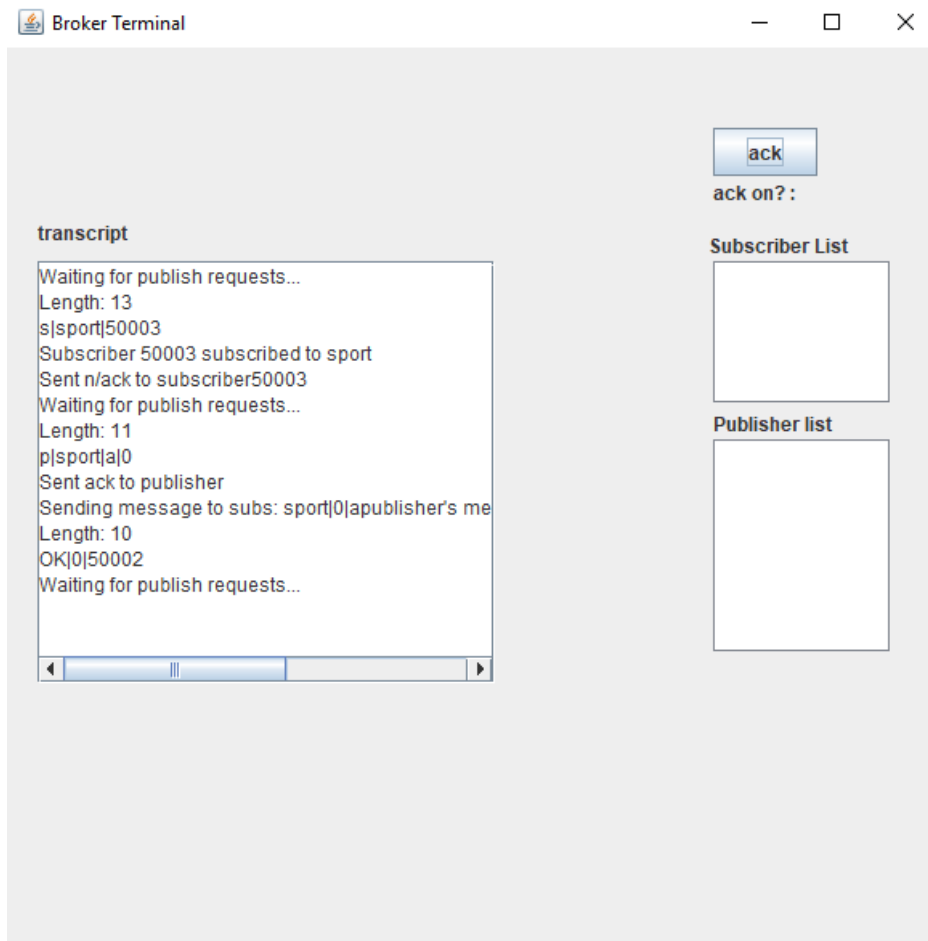 Broker Terminal
ack
ack on? :
transcript
Waiting for publish requests...
Length: 13
s|sport|50003
Subscriber 50003 subscribed to sport
Sent n/ack to subscriber50003
Waiting for publish requests...
Length: 11
p|sport|a|0
Sent ack to publisher
Sending message to subs: sport|0|apublisher's me
Length: 10
OK|0|50002
Waiting for publish requests...
Subscriber List
Publisher list